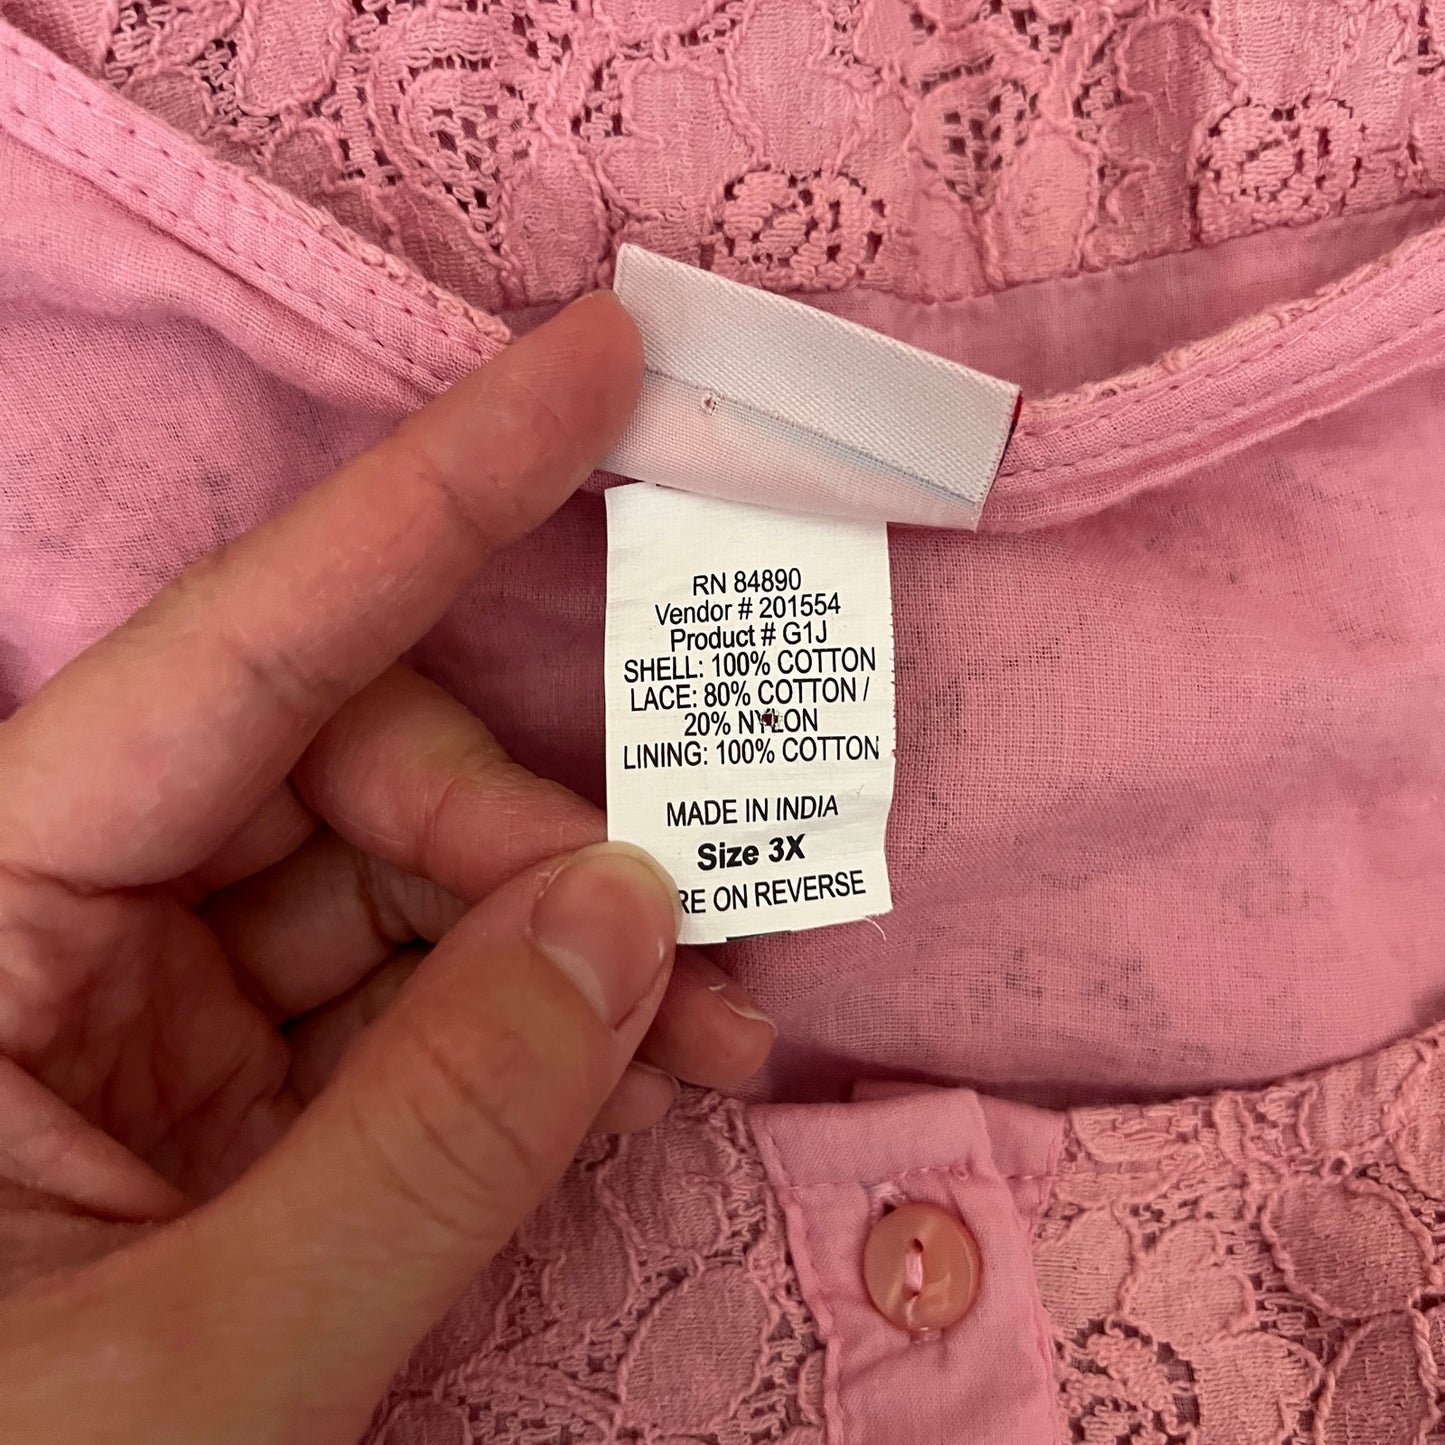 RN 84890
Vendor # 201554
Product # G1J
SHELL: 100% COTTON
LACE: 80% COTTON /
20% NYLON
LINING: 100% COTTON
MADE IN INDIA
Size 3X
ON REVERSE